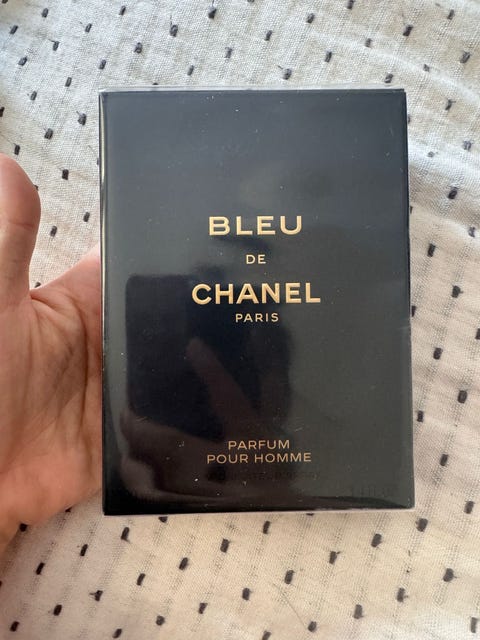 BLEU
DE
CHANEL
PARIS
PARFUM
POUR HOMME